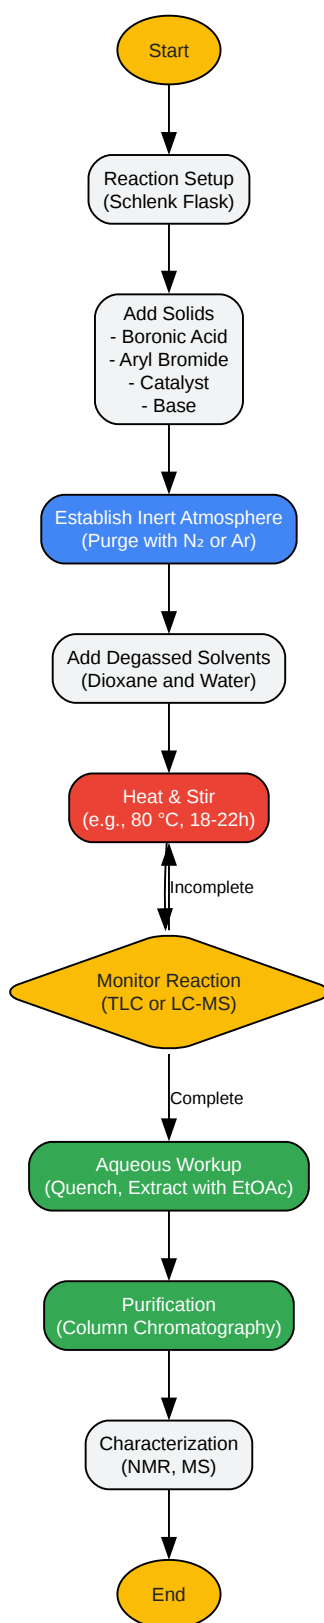 Start
Reaction Setup
(Schlenk Flask)
Add Solids
- Boronic Acid
- Aryl Bromide
- Catalyst
- Base
Establish Inert Atmosphere
(Purge with N₂ or Ar)
Add Degassed Solvents
(Dioxane and Water)
Heat & Stir
(e.g., 80 °C, 18-22h)
Incomplete
Monitor Reaction
(TLC or LC-MS)
Complete
Aqueous Workup
(Quench, Extract with EtOAc)
Purification
(Column Chromatography)
Characterization
(NMR, MS)
End